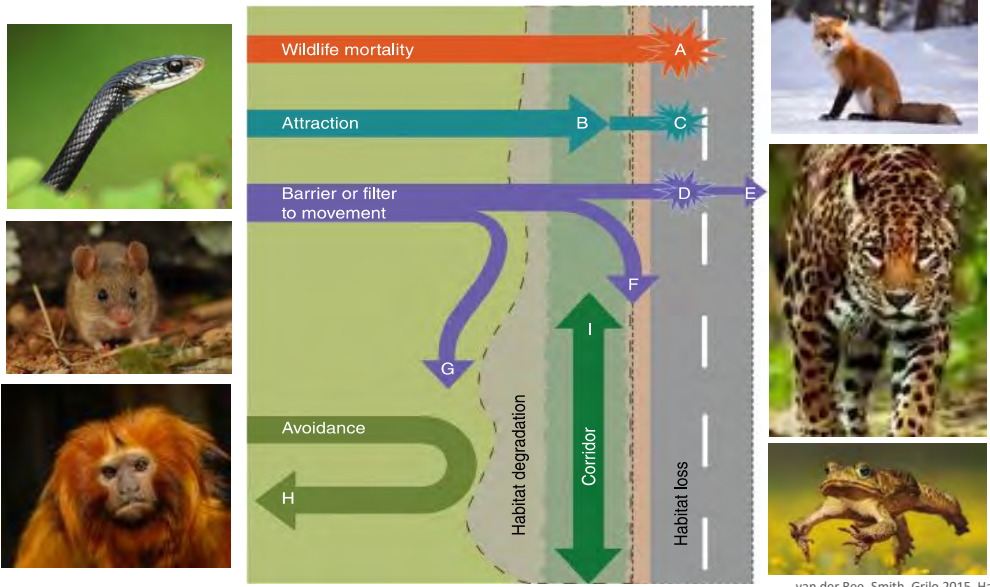 Wildlife mortality
A
Attraction
B
C
Barrier or filter
to movement
D
E
F
I
G
Avoidance
H
Habitat degradation
Corridor
Habitat loss
van der Ree, Smith, Grilo 2015. Ha